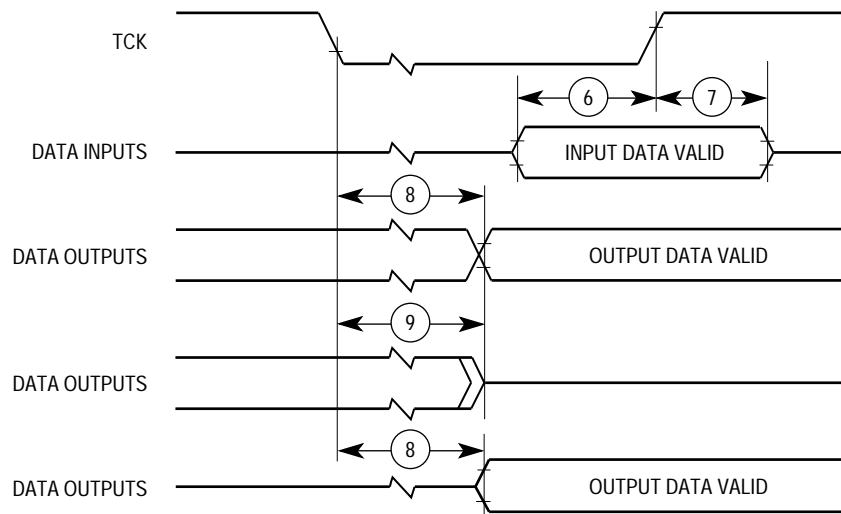 TCK
6
7
DATA INPUTS
INPUT DATA VALID
8
DATA OUTPUTS
OUTPUT DATA VALID
9
DATA OUTPUTS
8
DATA OUTPUTS
OUTPUT DATA VALID